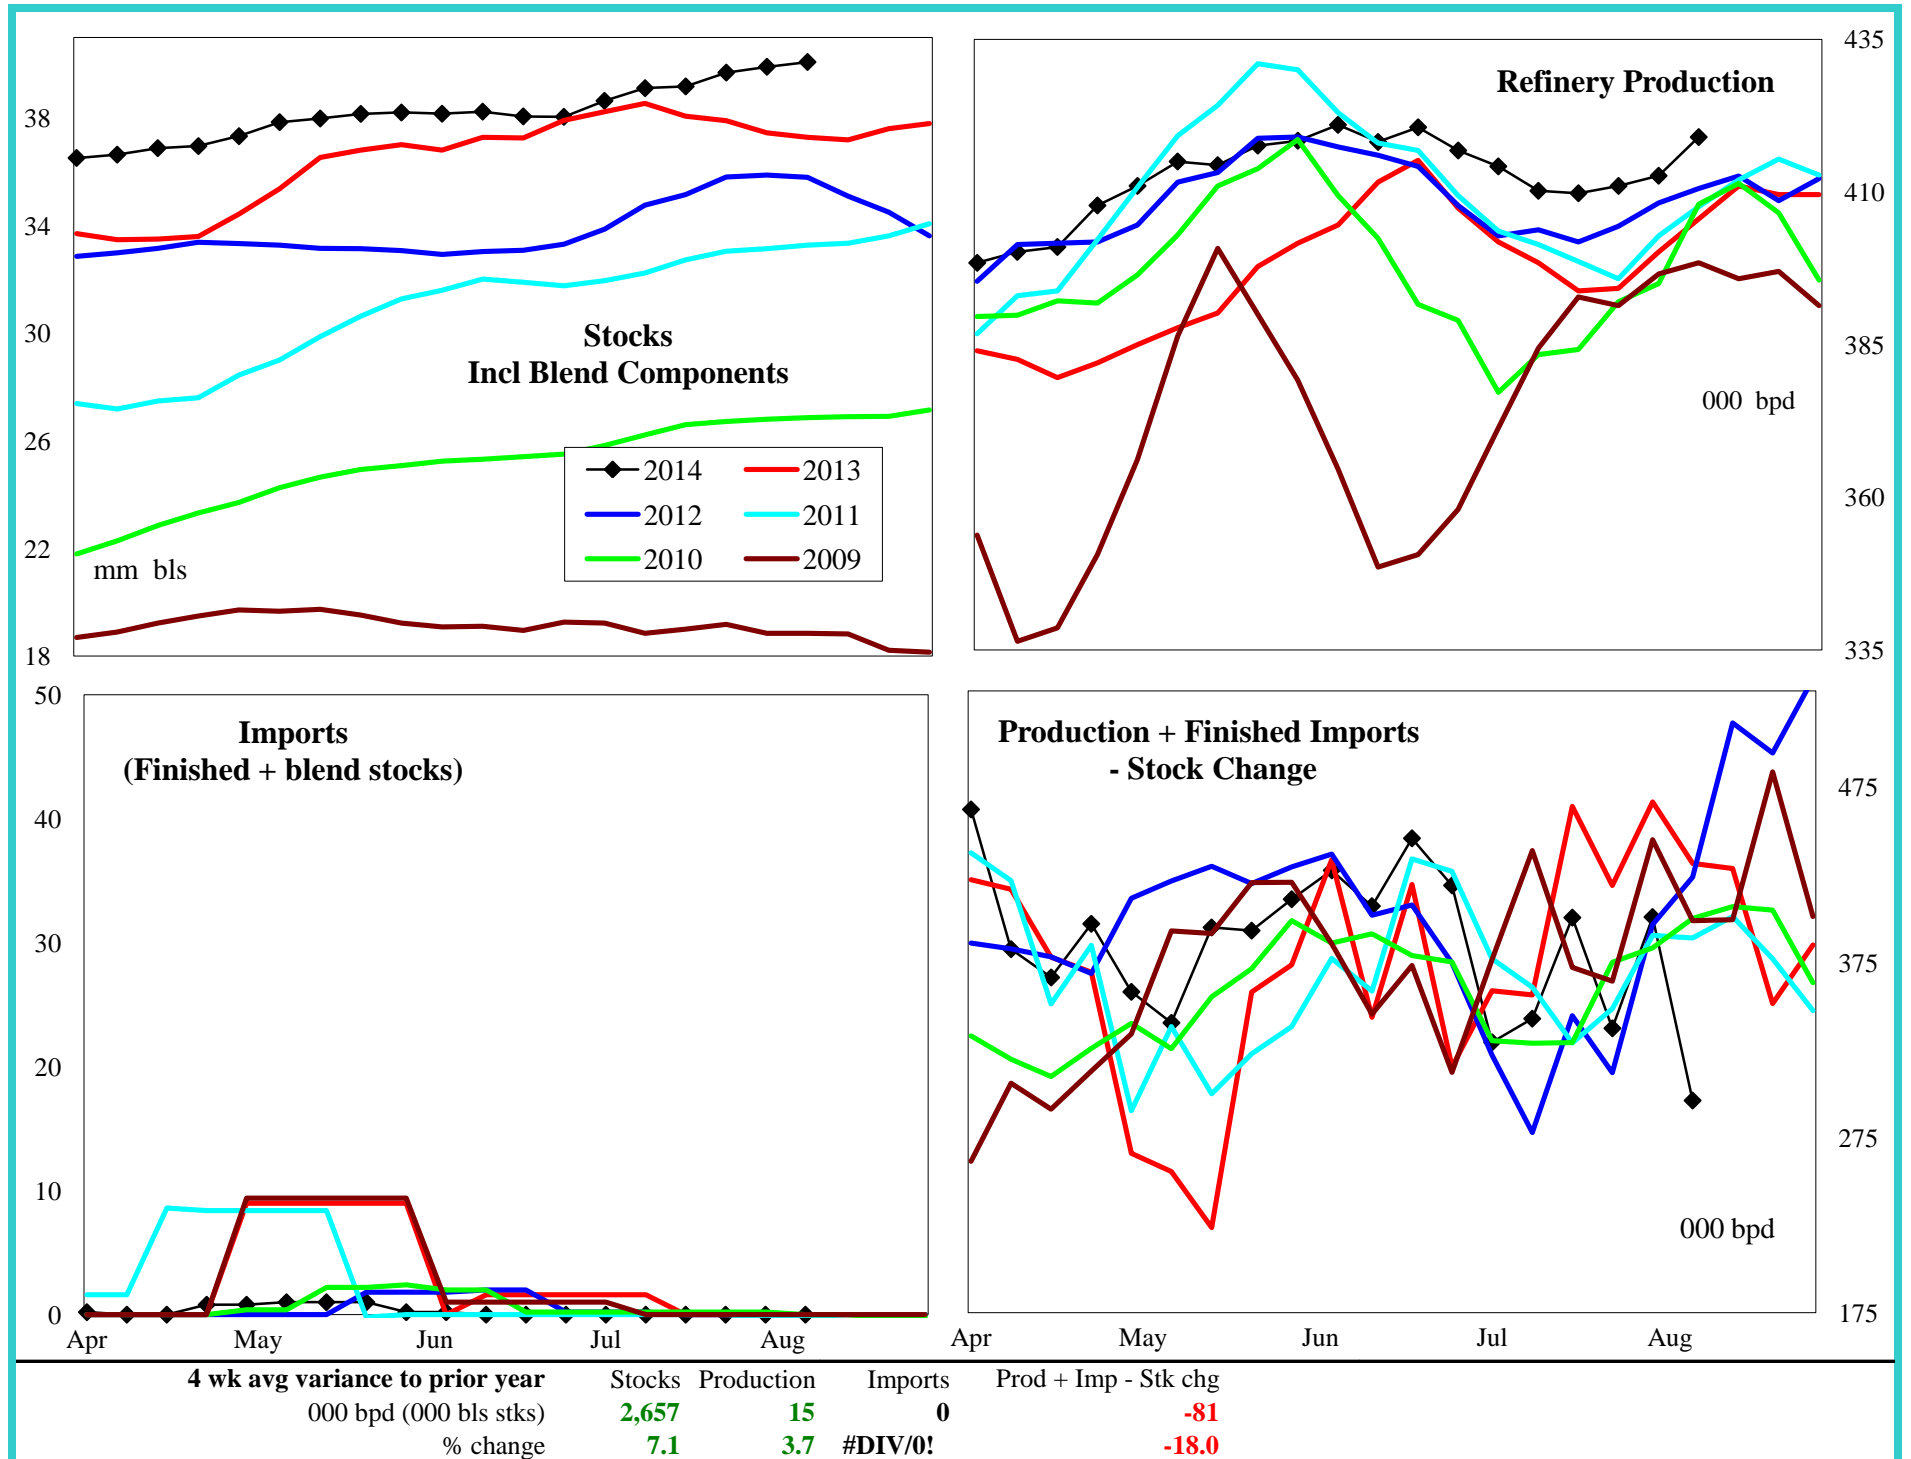 38
34
30
26
22
18
Stocks
Incl Blend Components
mm bls
2014
2013
2012
2011
2010
2009
Refinery Production
000 bpd
435
410
385
360
335
Imports
(Finished + blend stocks)
50
40
30
20
10
0
Apr May Jun Jul Aug
Production + Finished Imports
- Stock Change
475
375
275
175
000 bpd
Apr May Jun Jul Aug
4 wk avg variance to prior year Stocks Production Imports Prod + Imp - Stk chg
000 bpd (000 bls stks) 2,657 15 0 -81
% change 7.1 3.7 #DIV/0! -18.0